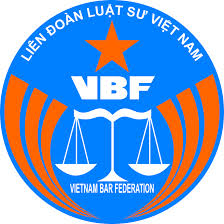 LIÊN ĐOÀN LUẬT SƯ VIỆT NAM
VBF
VIETNAM BAR FEDERATION